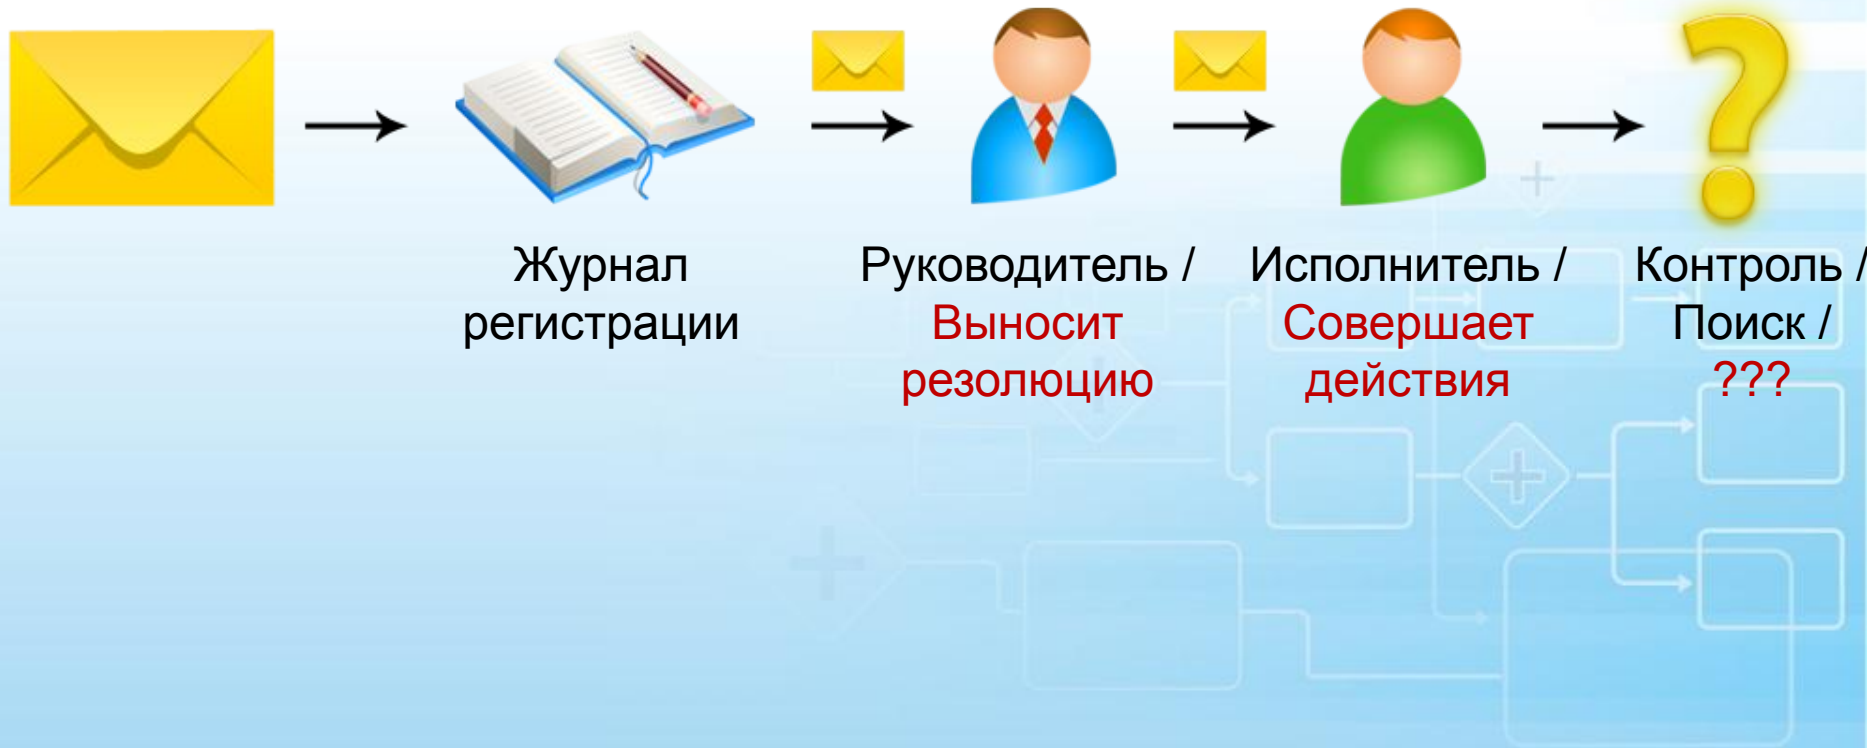 Журнал
регистрации
Руководитель /
Выносит
резолюцию
Исполнитель /
Совершает
действия
Контроль /
Поиск /
???